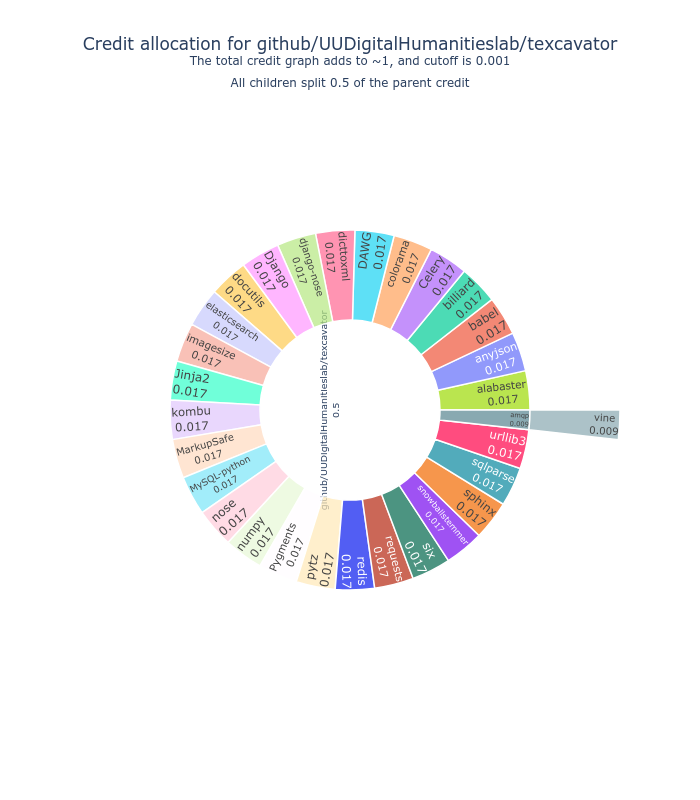 Credit allocation for github/UUDigitalHumanitieslab/texcavator
The total credit graph adds to ~1, and cutoff is 0.001
All children split 0.5 of the parent credit
github/UUDigitalHumanitieslab/texcavator
0.5
alabaster
0.017
anyjson
0.017
babel
0.017
billiard
0.017
Celery
0.017
colorama
0.017
DAWG
0.017
dicttoxml
0.017
django-nose
0.017
Django
0.017
docutils
0.017
elasticsearch
0.017
imagesize
0.017
Jinja2
0.017
kombu
0.017
MarkupSafe
0.017
MySQL-python
0.017
nose
0.017
numpy
0.017
Pygments
0.017
pytz
0.017
redis
0.017
requests
0.017
six
0.017
snowballstemmer
0.017
sphinx
0.017
sqlparse
0.017
urllib3
0.017
amqp
0.009
vine
0.009